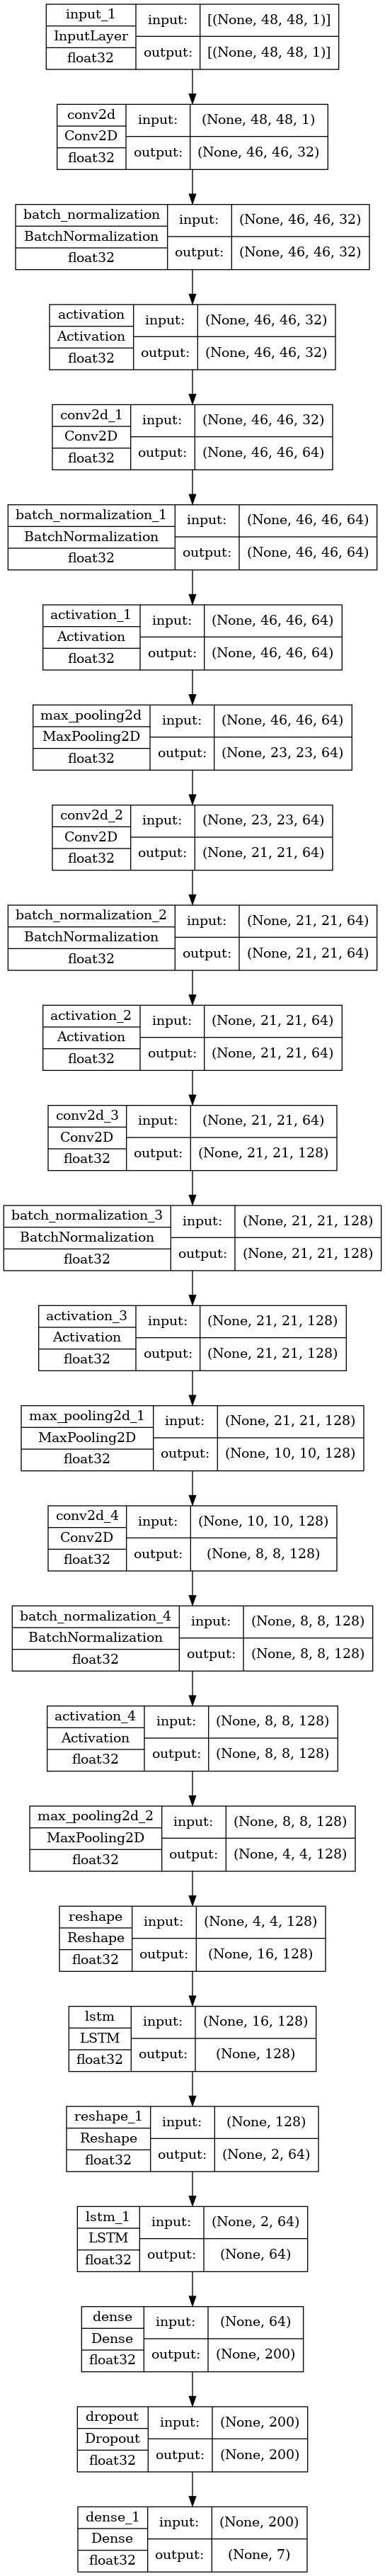 input_1 input: [(None, 48, 48, 1)]
InputLayer
float32 output: [(None, 48, 48, 1)]
conv2d input: (None, 48, 48, 1)
Conv2D
float32 output: (None, 46, 46, 32)
batch_normalization input: (None, 46, 46, 32)
BatchNormalization
float32 output: (None, 46, 46, 32)
activation input: (None, 46, 46, 32)
Activation
float32 output: (None, 46, 46, 32)
conv2d_1 input: (None, 46, 46, 32)
Conv2D
float32 output: (None, 46, 46, 64)
batch_normalization_1 input: (None, 46, 46, 64)
BatchNormalization
float32 output: (None, 46, 46, 64)
activation_1 input: (None, 46, 46, 64)
Activation
float32 output: (None, 46, 46, 64)
max_pooling2d input: (None, 46, 46, 64)
MaxPooling2D
float32 output: (None, 23, 23, 64)
conv2d_2 input: (None, 23, 23, 64)
Conv2D
float32 output: (None, 21, 21, 64)
batch_normalization_2 input: (None, 21, 21, 64)
BatchNormalization
float32 output: (None, 21, 21, 64)
activation_2 input: (None, 21, 21, 64)
Activation
float32 output: (None, 21, 21, 64)
conv2d_3 input: (None, 21, 21, 64)
Conv2D
float32 output: (None, 21, 21, 128)
batch_normalization_3 input: (None, 21, 21, 128)
BatchNormalization
float32 output: (None, 21, 21, 128)
activation_3 input: (None, 21, 21, 128)
Activation
float32 output: (None, 21, 21, 128)
max_pooling2d_1 input: (None, 21, 21, 128)
MaxPooling2D
float32 output: (None, 10, 10, 128)
conv2d_4 input: (None, 10, 10, 128)
Conv2D
float32 output: (None, 8, 8, 128)
batch_normalization_4 input: (None, 8, 8, 128)
BatchNormalization
float32 output: (None, 8, 8, 128)
activation_4 input: (None, 8, 8, 128)
Activation
float32 output: (None, 8, 8, 128)
max_pooling2d_2 input: (None, 8, 8, 128)
MaxPooling2D
float32 output: (None, 4, 4, 128)
reshape input: (None, 4, 4, 128)
Reshape
float32 output: (None, 16, 128)
lstm input: (None, 16, 128)
LSTM
float32 output: (None, 128)
reshape_1 input: (None, 128)
Reshape
float32 output: (None, 2, 64)
lstm_1 input: (None, 2, 64)
LSTM
float32 output: (None, 64)
dense input: (None, 64)
Dense
float32 output: (None, 200)
dropout input: (None, 200)
Dropout
float32 output: (None, 200)
dense_1 input: (None, 200)
Dense
float32 output: (None, 7)